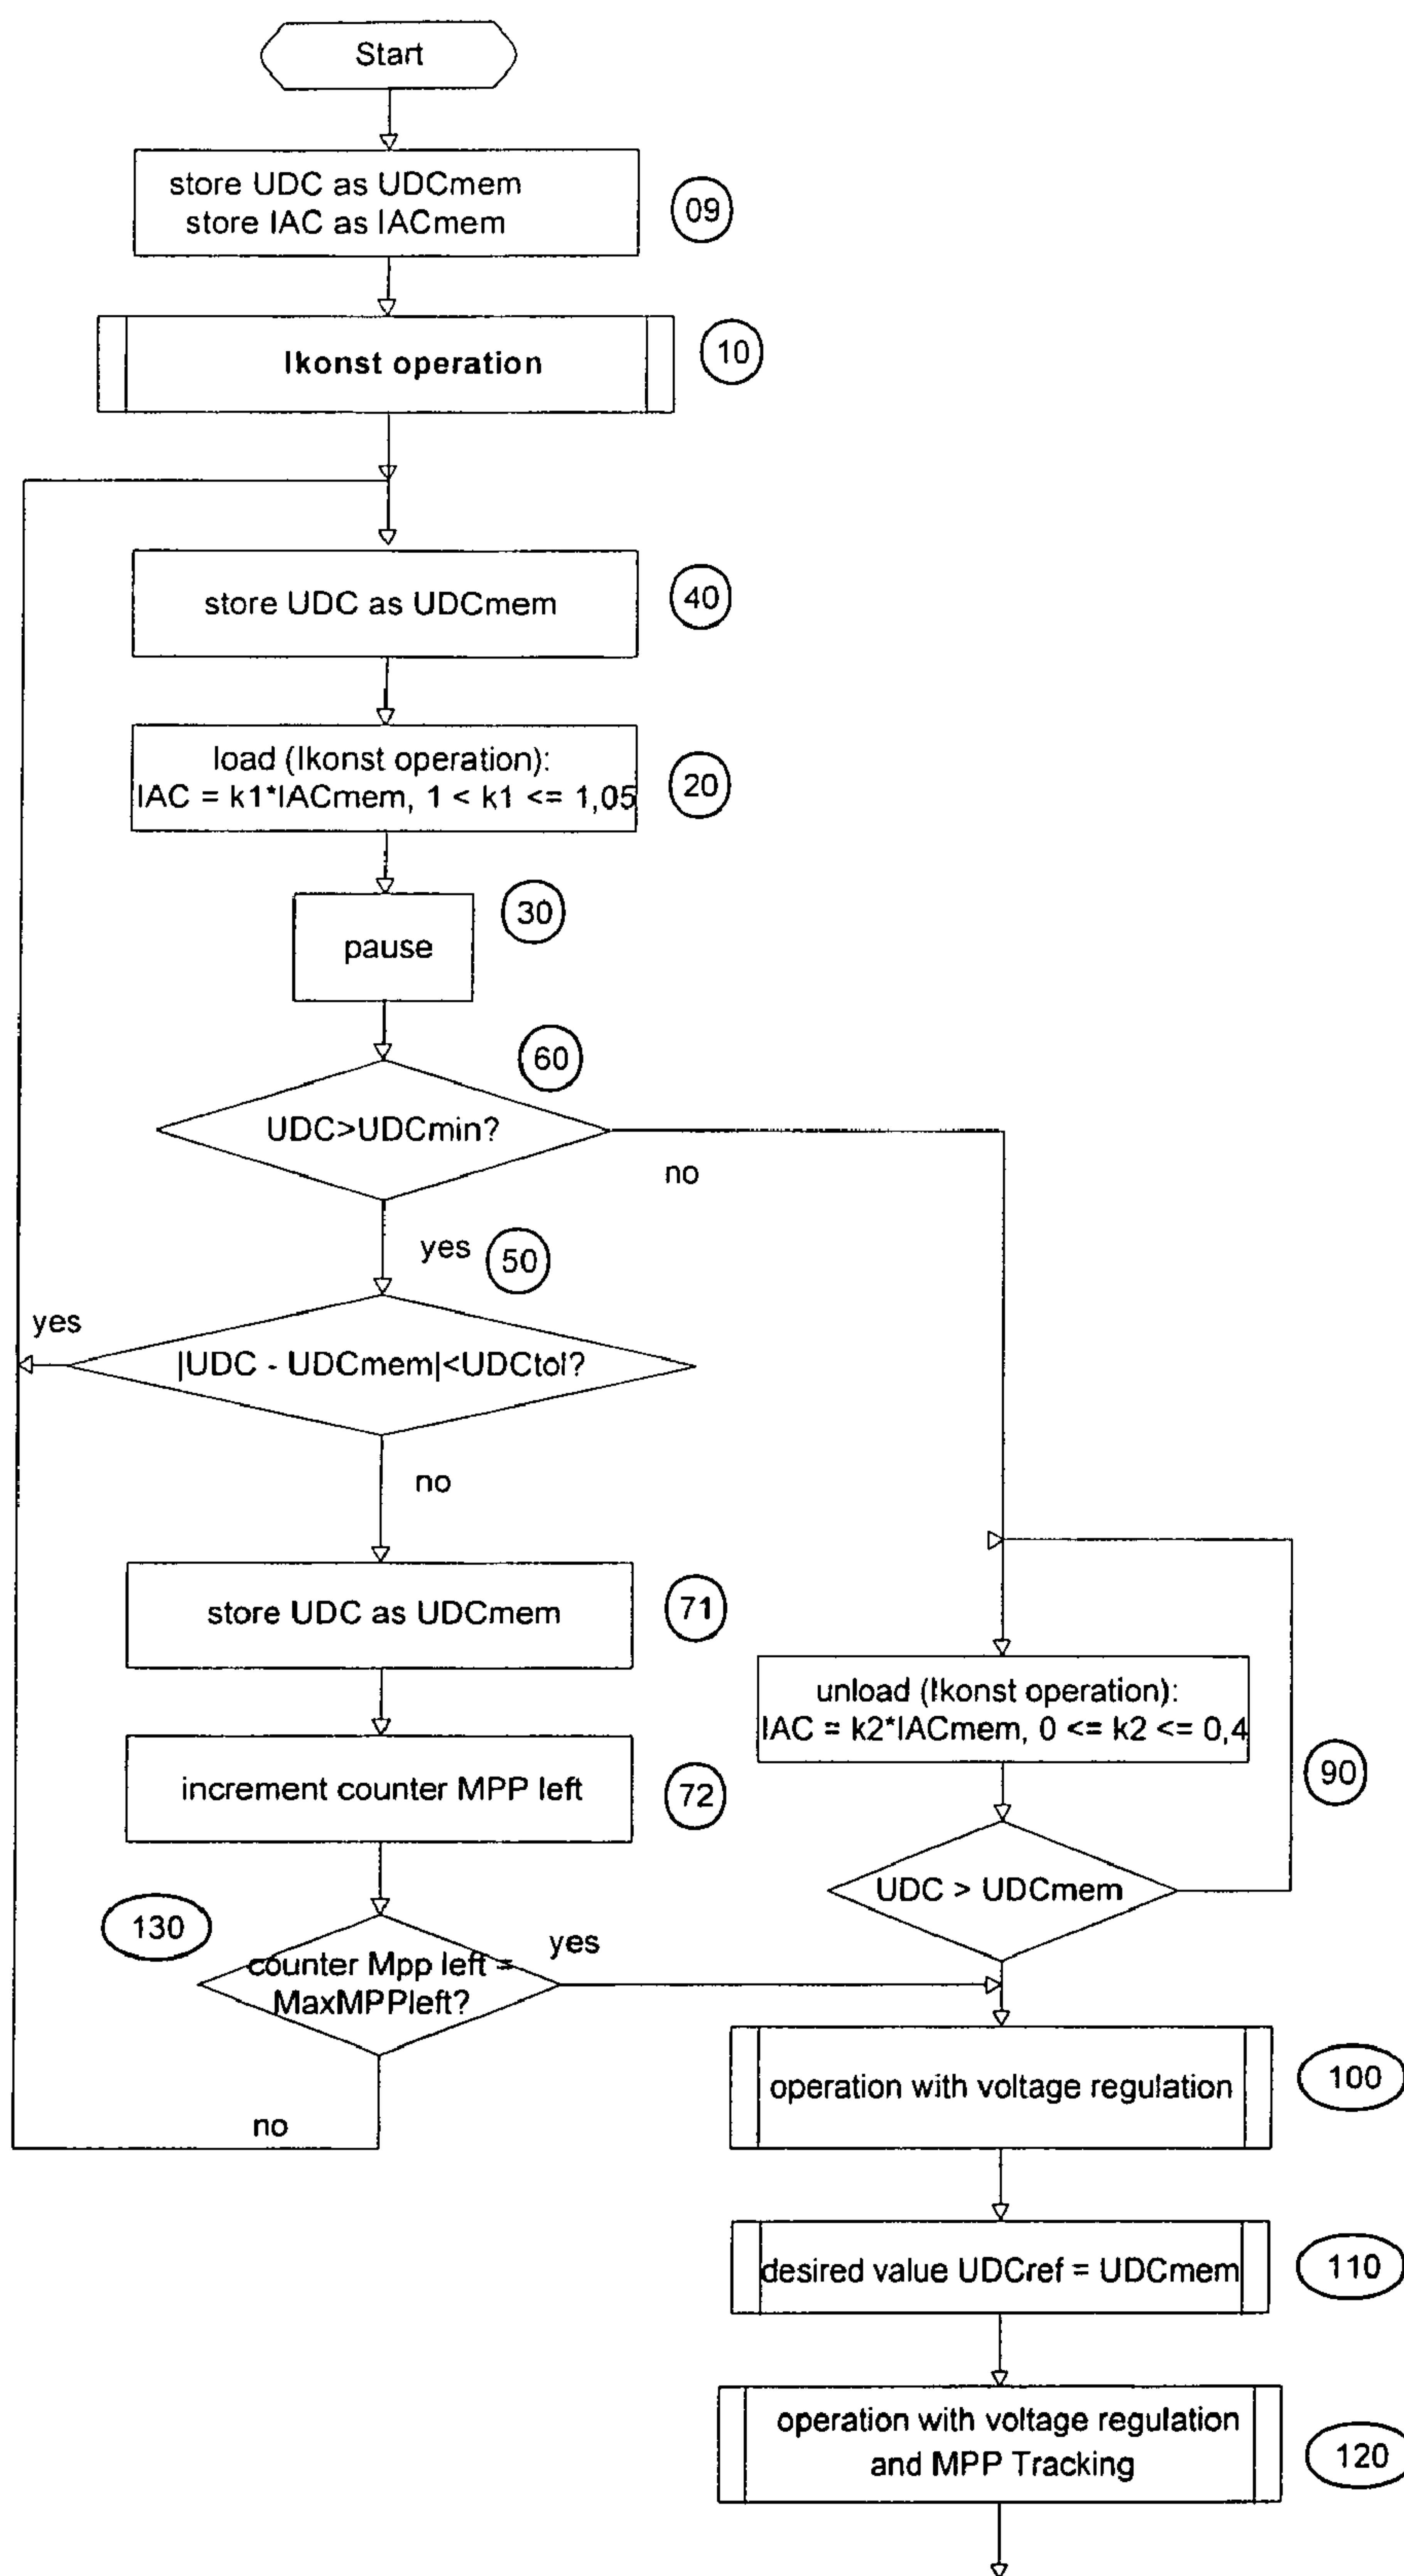 Start
store UDC as UDCmem
store IAC as IACmem
09
Ikonst operation
10
store UDC as UDCmem
40
load (Ikonst operation):
IAC = k1*IACmem, 1 < k1 <= 1,05
20
pause
30
60
UDC>UDCmin?
no
yes
50
yes
|UDC - UDCmem|<UDCtol?
no
store UDC as UDCmem
71
unload (Ikonst operation):
IAC = k2*IACmem, 0 <= k2 <= 0,4
90
increment counter MPP left
72
UDC > UDCmem
130
counter Mpp left =
MaxMPPleft?
yes
no
operation with voltage regulation
100
desired value UDCref = UDCmem
110
operation with voltage regulation
and MPP Tracking
120